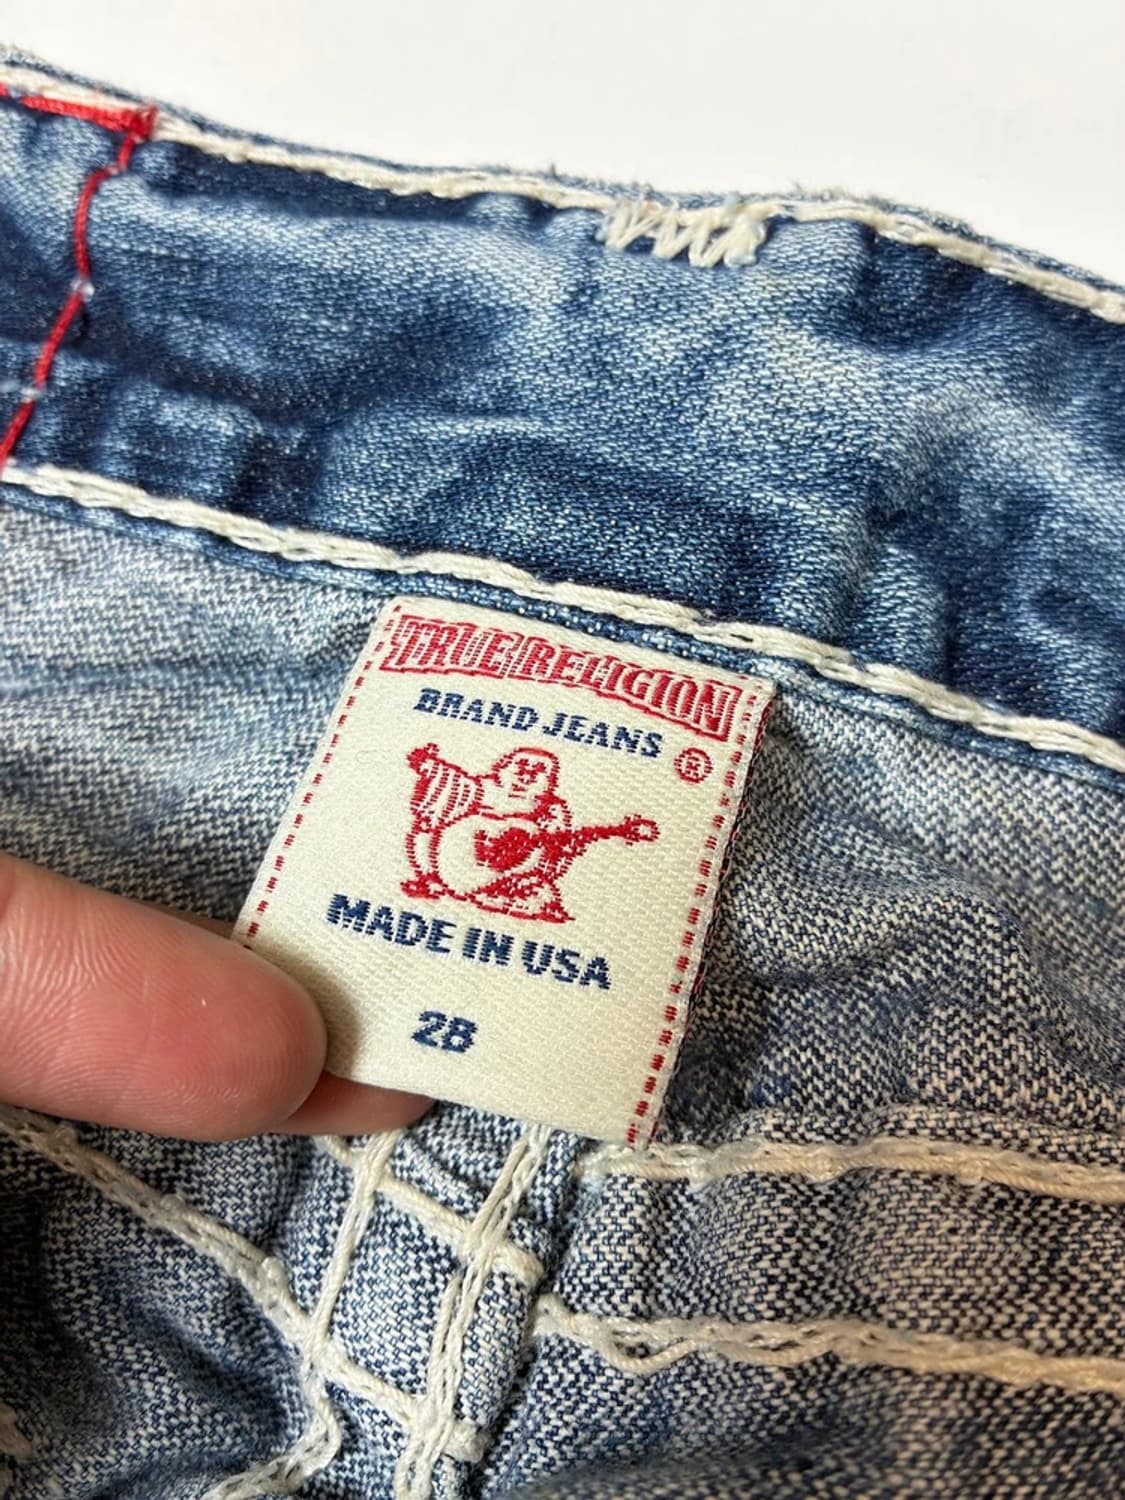 TRUE RELIGION
BRAND JEANS
®
MADE IN USA
28